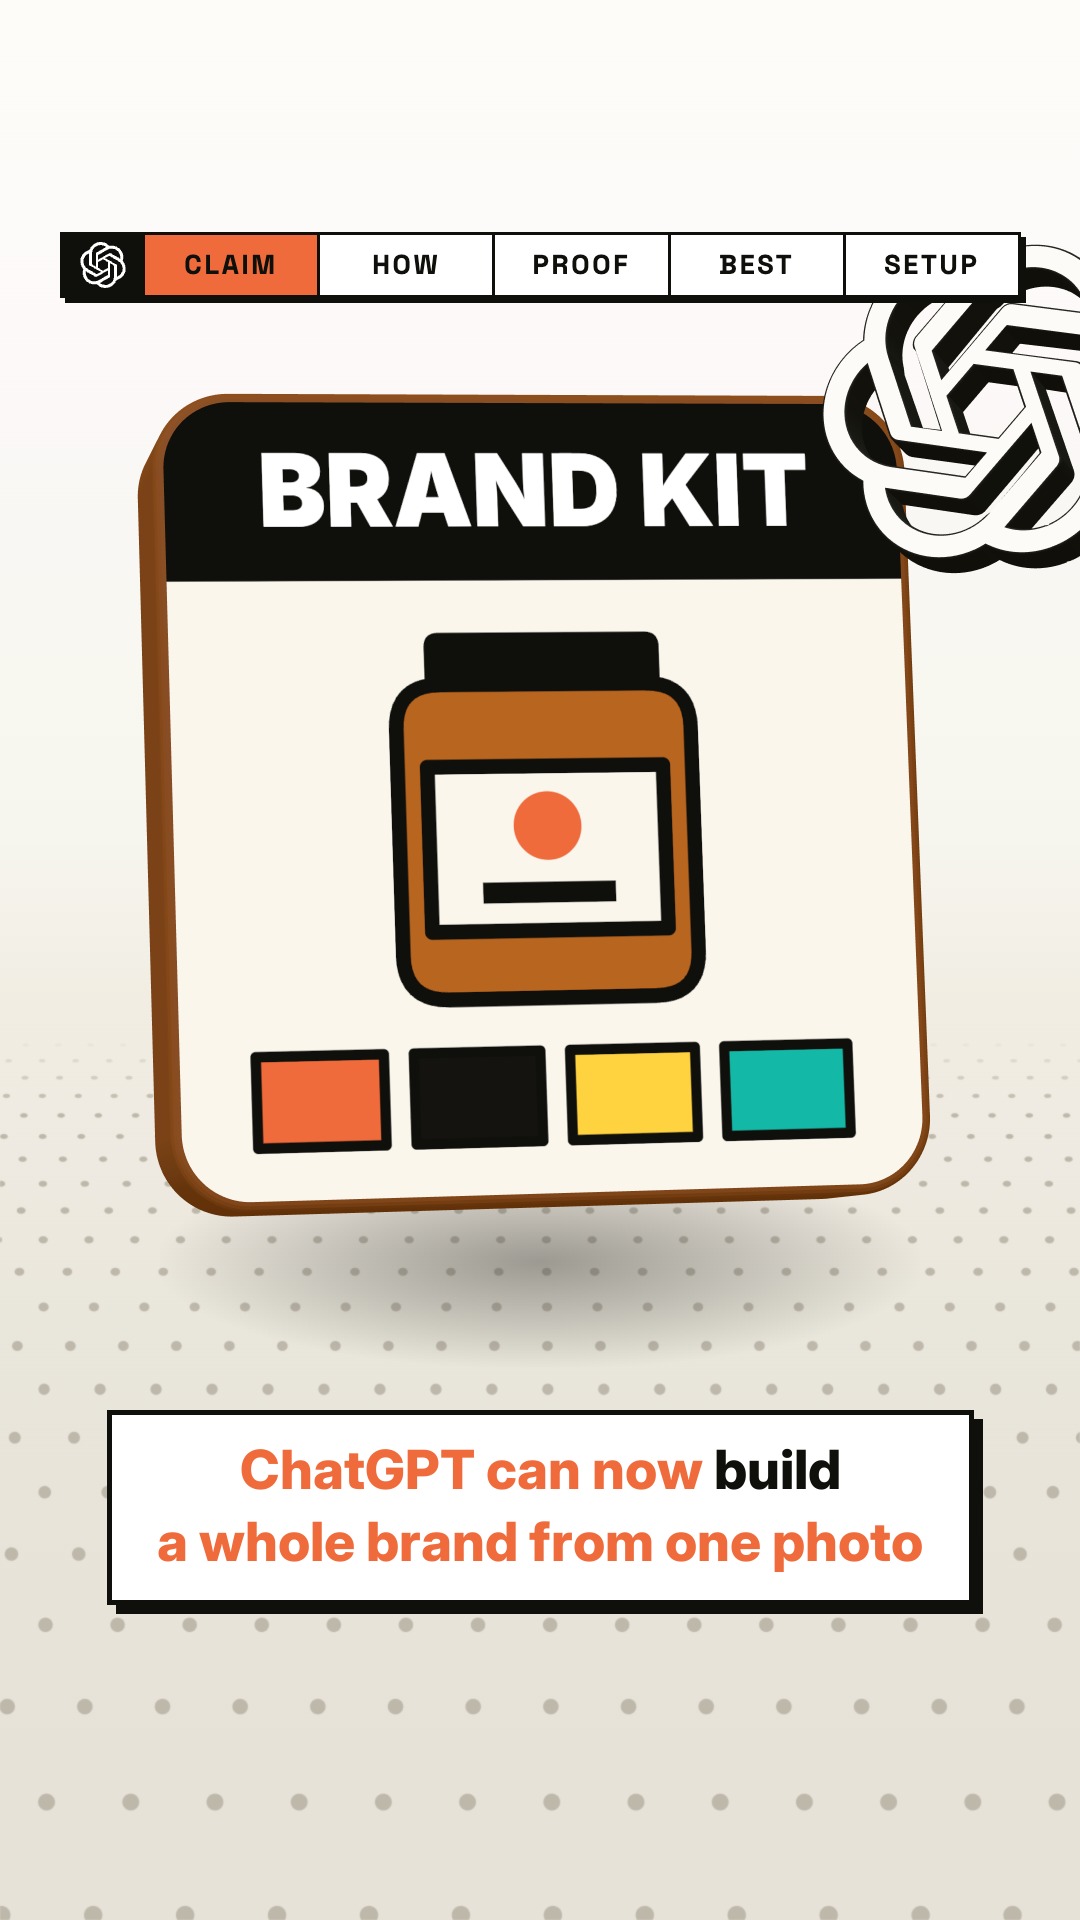 CLAIM HOW PROOF BEST SETUP
BRAND KIT
ChatGPT can now build
a whole brand from one photo